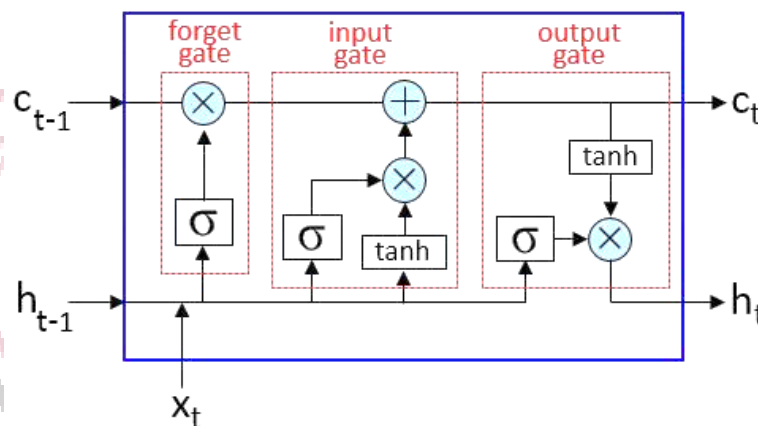 forget gate
input gate
output gate
× +
c_{t-1}
c_t
tanh
×
σ σ tanh σ ×
h_{t-1}
h_t
x_t